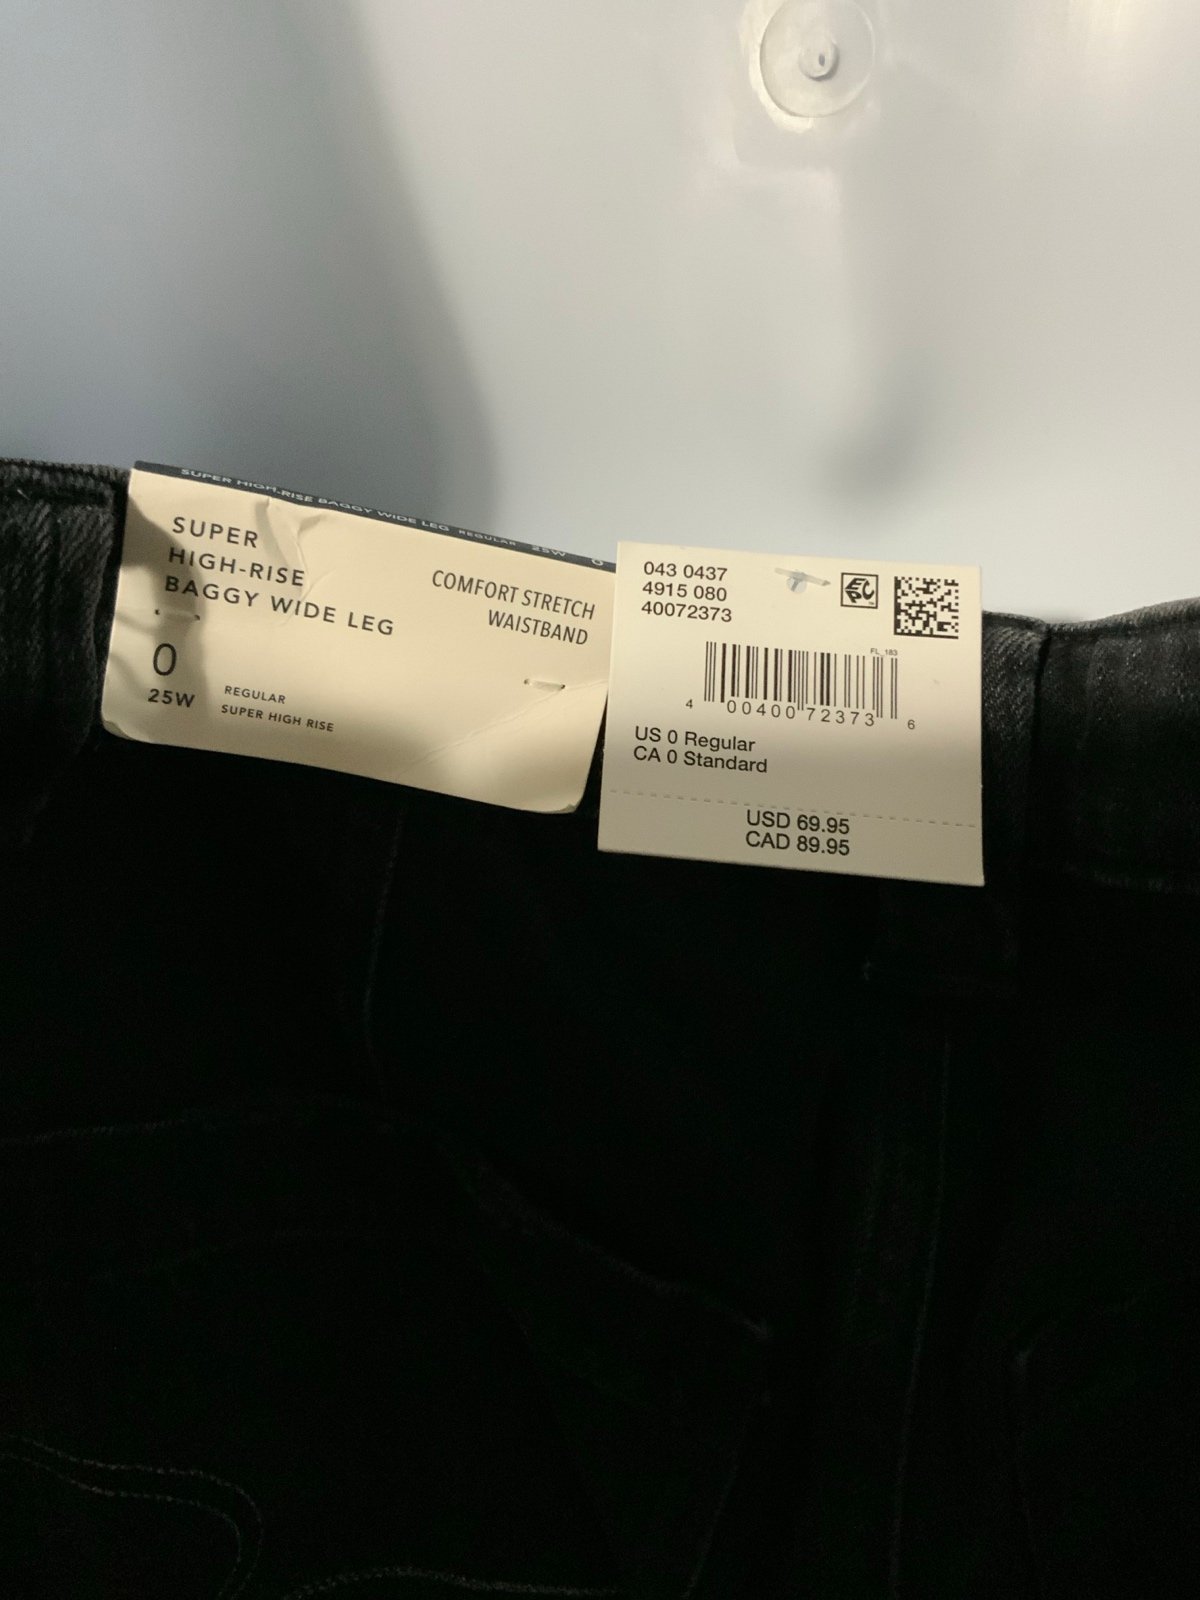 SUPER HIGH-RISE BAGGY WIDE LEG REGULAR 25W 0
SUPER
HIGH-RISE
BAGGY WIDE LEG
COMFORT STRETCH
WAISTBAND
0
25W
REGULAR
SUPER HIGH RISE
043 0437
4915 080
40072373
EPC
FL_183
4 00400 72373 6
US 0 Regular
CA 0 Standard
USD 69.95
CAD 89.95